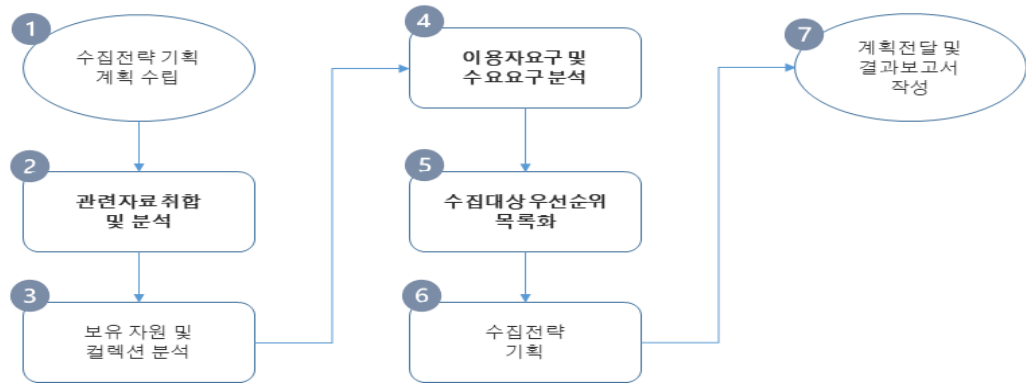 1
수집전략 기획
계획 수립
2
관련자료 취합
및 분석
3
보유 자원 및
컬렉션 분석
4
이용자요구 및
수요요구 분석
5
수집대상 우선순위
목록화
6
수집전략
기획
7
계획전달 및
결과보고서
작성